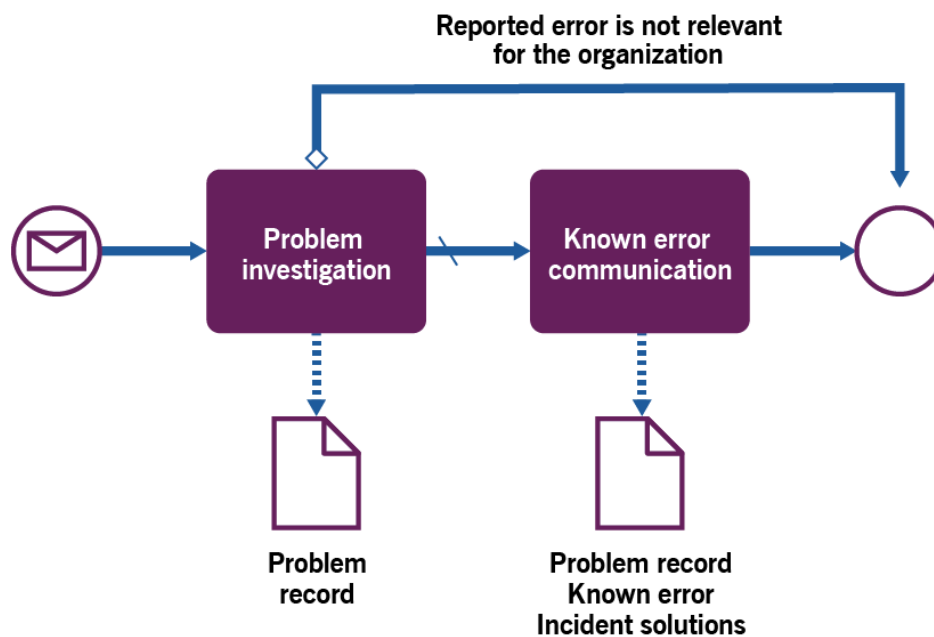 Reported error is not relevant
for the organization
Problem
investigation
Known error
communication
Problem
record
Problem record
Known error
Incident solutions